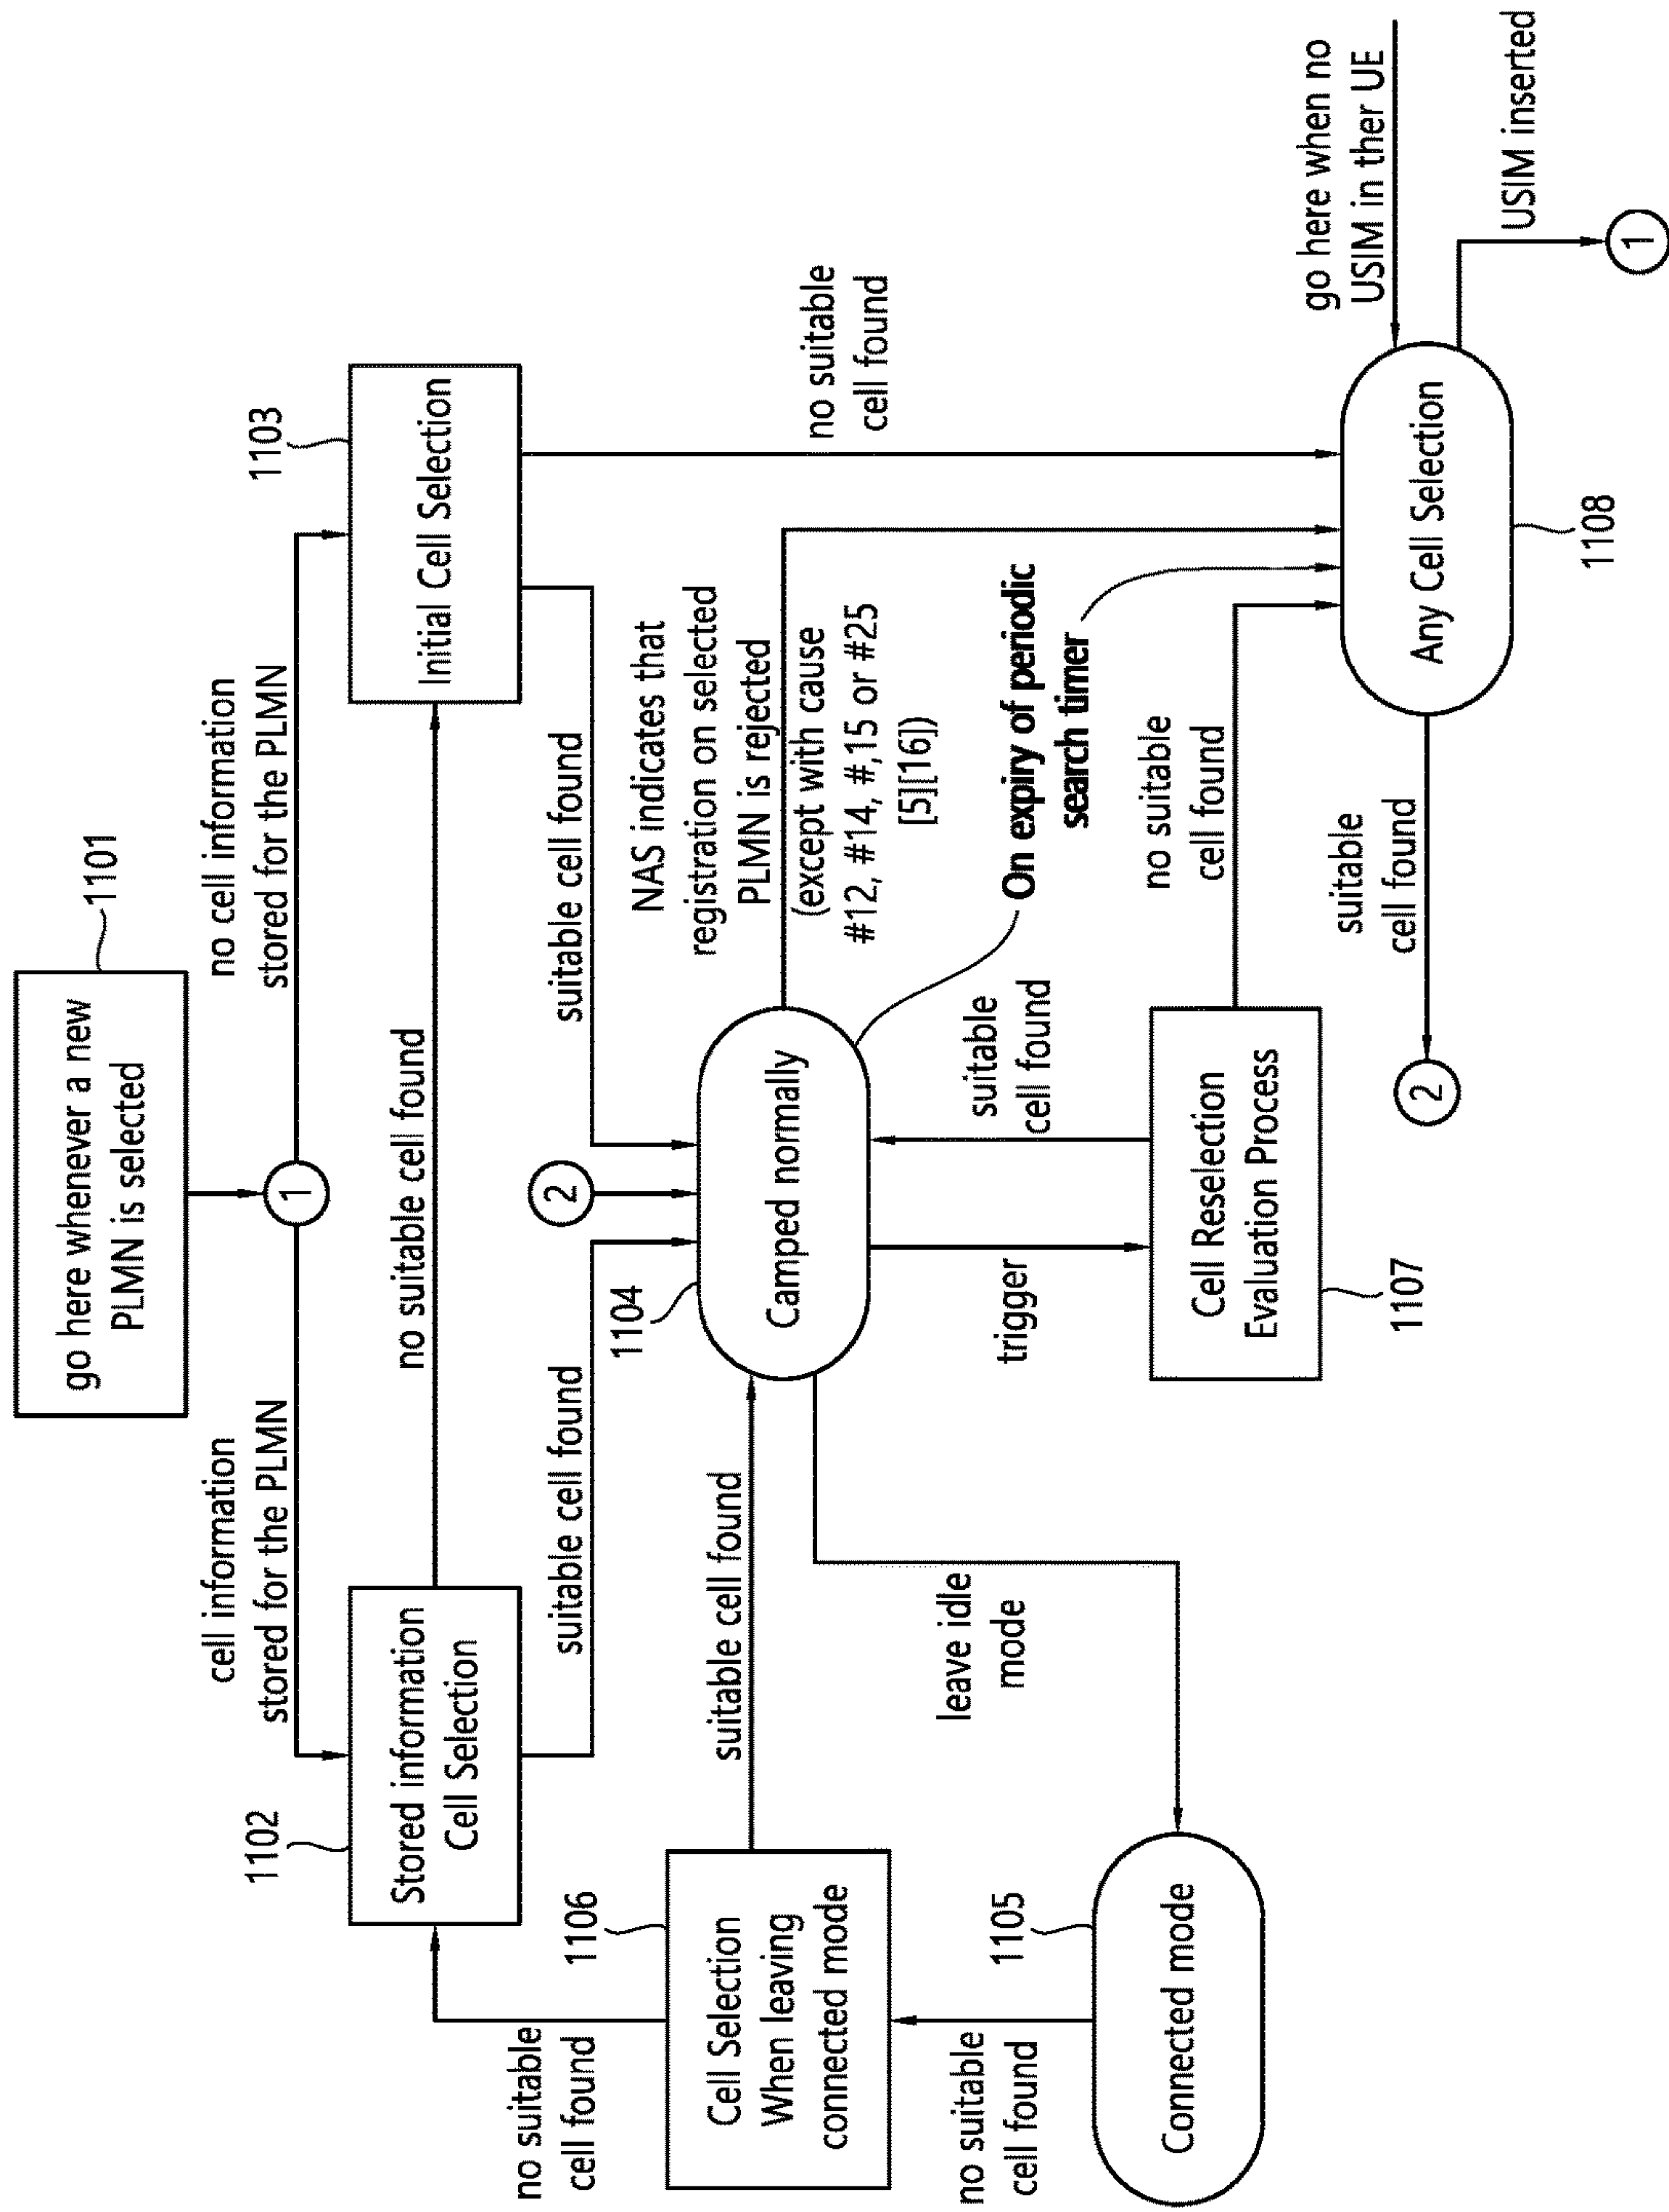 go here whenever a new
PLMN is selected
1101
1
cell information
stored for the PLMN
no cell information
stored for the PLMN
1102
Stored information
Cell Selection
no suitable cell found
1103
Initial Cell Selection
no suitable
cell found
suitable cell found
2
suitable cell found
1106
Cell Selection
When leaving
connected mode
suitable cell found
1104
Camped normally
NAS indicates that
registration on selected
PLMN is rejected
(except with cause
#12, #14, #,15 or #25
[5][16])
no suitable
cell found
On expiry of periodic
search timer
no suitable
cell found
1105
Connected mode
leave idle
mode
trigger
suitable
cell found
Cell Reselection
Evaluation Process
1107
no suitable
cell found
go here when no
USIM in ther UE
Any Cell Selection
1108
suitable
cell found
2
USIM inserted
1